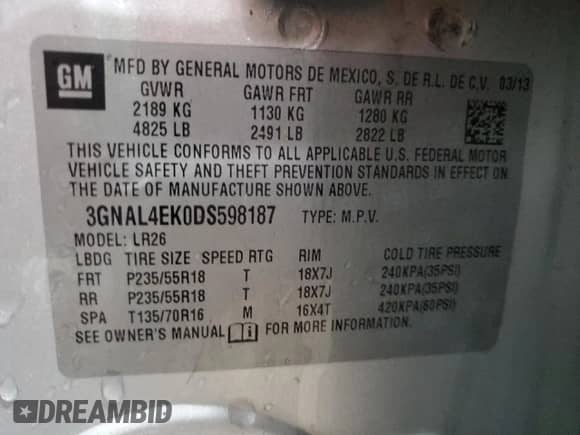 GM
MFD BY GENERAL MOTORS DE MEXICO, S. DE R.L. DE C.V. 03/13
GVWR GAWR FRT GAWR RR
2189 KG 1130 KG 1280 KG
4825 LB 2491 LB 2822 LB
THIS VEHICLE CONFORMS TO ALL APPLICABLE U.S. FEDERAL MOTOR
VEHICLE SAFETY AND THEFT PREVENTION STANDARDS IN EFFECT ON
THE DATE OF MANUFACTURE SHOWN ABOVE.
3GNAL4EK0DS598187 TYPE: M.P.V.
MODEL: LR26
LBDG TIRE SIZE SPEED RTG RIM COLD TIRE PRESSURE
FRT P235/55R18 T 18X7J 240KPA(35PSI)
RR P235/55R18 T 18X7J 240KPA(35PSI)
SPA T135/70R16 M 16X4T 420KPA(60PSI)
SEE OWNER'S MANUAL FOR MORE INFORMATION.
DREAMBID